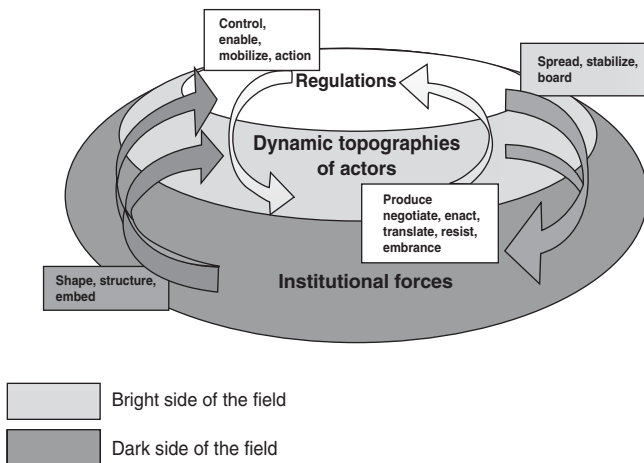 Control,
enable,
mobilize, action
Spread, stabilize,
board
Regulations
Dynamic topographies
of actors
Produce
negotiate, enact,
translate, resist,
embrance
Institutional forces
Shape, structure,
embed
Bright side of the field
Dark side of the field